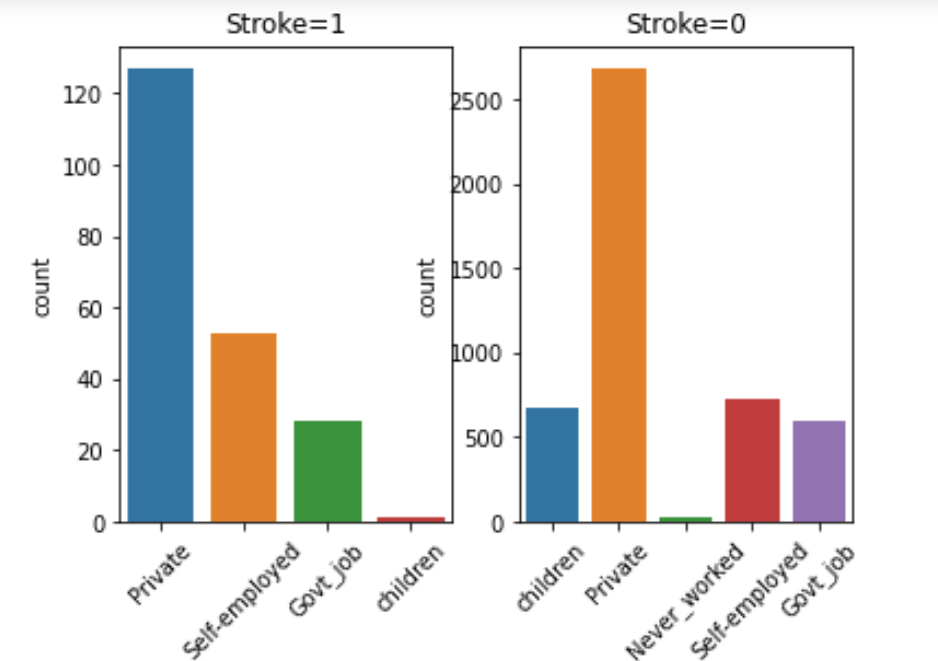 Stroke=1
count
120
100
80
60
40
20
0
Private
Self-employed
Govt_job
children
Stroke=0
count
2500
2000
1500
1000
500
0
children
Private
Never_worked
Self-employed
Govt_job